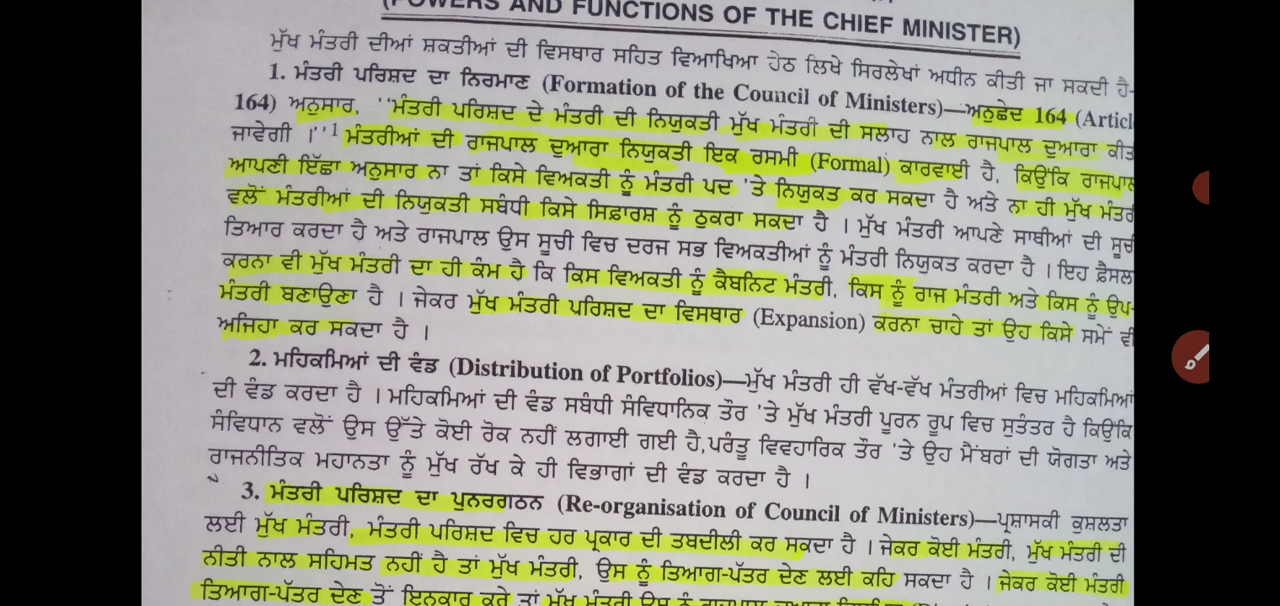 (POWERS AND FUNCTIONS OF THE CHIEF MINISTER)
ਮੁੱਖ ਮੰਤਰੀ ਦੀਆਂ ਸ਼ਕਤੀਆਂ ਦੀ ਵਿਸਥਾਰ ਸਹਿਤ ਵਿਆਖਿਆ ਹੇਠ ਲਿਖੇ ਸਿਰਲੇਖਾਂ ਅਧੀਨ ਕੀਤੀ ਜਾ ਸਕਦੀ ਹੈ-
1. ਮੰਤਰੀ ਪਰਿਸ਼ਦ ਦਾ ਨਿਰਮਾਣ (Formation of the Council of Ministers)—ਅਨੁਛੇਦ 164 (Articl
164) ਅਨੁਸਾਰ, "ਮੰਤਰੀ ਪਰਿਸ਼ਦ ਦੇ ਮੰਤਰੀ ਦੀ ਨਿਯੁਕਤੀ ਮੁੱਖ ਮੰਤਰੀ ਦੀ ਸਲਾਹ ਨਾਲ ਰਾਜਪਾਲ ਦੁਆਰਾ ਕੀਤ
ਜਾਵੇਗੀ ।"1 ਮੰਤਰੀਆਂ ਦੀ ਰਾਜਪਾਲ ਦੁਆਰਾ ਨਿਯੁਕਤੀ ਇਕ ਰਸਮੀ (Formal) ਕਾਰਵਾਈ ਹੈ, ਕਿਉਂਕਿ ਰਾਜਪਾਲ
ਆਪਣੀ ਇੱਛਾ ਅਨੁਸਾਰ ਨਾ ਤਾਂ ਕਿਸੇ ਵਿਅਕਤੀ ਨੂੰ ਮੰਤਰੀ ਪਦ 'ਤੇ ਨਿਯੁਕਤ ਕਰ ਸਕਦਾ ਹੈ ਅਤੇ ਨਾ ਹੀ ਮੁੱਖ ਮੰਤਰੀ
ਵਲੋਂ ਮੰਤਰੀਆਂ ਦੀ ਨਿਯੁਕਤੀ ਸਬੰਧੀ ਕਿਸੇ ਸਿਫ਼ਾਰਸ਼ ਨੂੰ ਠੁਕਰਾ ਸਕਦਾ ਹੈ । ਮੁੱਖ ਮੰਤਰੀ ਆਪਣੇ ਸਾਥੀਆਂ ਦੀ ਸੂਚੀ
ਤਿਆਰ ਕਰਦਾ ਹੈ ਅਤੇ ਰਾਜਪਾਲ ਉਸ ਸੂਚੀ ਵਿਚ ਦਰਜ ਸਭ ਵਿਅਕਤੀਆਂ ਨੂੰ ਮੰਤਰੀ ਨਿਯੁਕਤ ਕਰਦਾ ਹੈ । ਇਹ ਫ਼ੈਸਲ
ਕਰਨਾ ਵੀ ਮੁੱਖ ਮੰਤਰੀ ਦਾ ਹੀ ਕੰਮ ਹੈ ਕਿ ਕਿਸ ਵਿਅਕਤੀ ਨੂੰ ਕੈਬਨਿਟ ਮੰਤਰੀ, ਕਿਸ ਨੂੰ ਰਾਜ ਮੰਤਰੀ ਅਤੇ ਕਿਸ ਨੂੰ ਉਪ-
ਮੰਤਰੀ ਬਣਾਉਣਾ ਹੈ । ਜੇਕਰ ਮੁੱਖ ਮੰਤਰੀ ਪਰਿਸ਼ਦ ਦਾ ਵਿਸਥਾਰ (Expansion) ਕਰਨਾ ਚਾਹੇ ਤਾਂ ਉਹ ਕਿਸੇ ਸਮੇਂ ਵੀ
ਅਜਿਹਾ ਕਰ ਸਕਦਾ ਹੈ ।
2. ਮਹਿਕਮਿਆਂ ਦੀ ਵੰਡ (Distribution of Portfolios)—ਮੁੱਖ ਮੰਤਰੀ ਹੀ ਵੱਖ-ਵੱਖ ਮੰਤਰੀਆਂ ਵਿਚ ਮਹਿਕਮਿਆਂ
ਦੀ ਵੰਡ ਕਰਦਾ ਹੈ । ਮਹਿਕਮਿਆਂ ਦੀ ਵੰਡ ਸਬੰਧੀ ਸੰਵਿਧਾਨਿਕ ਤੌਰ 'ਤੇ ਮੁੱਖ ਮੰਤਰੀ ਪੂਰਨ ਰੂਪ ਵਿਚ ਸੁਤੰਤਰ ਹੈ ਕਿਉਂਕਿ
ਸੰਵਿਧਾਨ ਵਲੋਂ ਉਸ ਉੱਤੇ ਕੋਈ ਰੋਕ ਨਹੀਂ ਲਗਾਈ ਗਈ ਹੈ,ਪਰੰਤੂ ਵਿਵਹਾਰਿਕ ਤੌਰ 'ਤੇ ਉਹ ਮੈਂਬਰਾਂ ਦੀ ਯੋਗਤਾ ਅਤੇ
ਰਾਜਨੀਤਿਕ ਮਹਾਨਤਾ ਨੂੰ ਮੁੱਖ ਰੱਖ ਕੇ ਹੀ ਵਿਭਾਗਾਂ ਦੀ ਵੰਡ ਕਰਦਾ ਹੈ ।
3. ਮੰਤਰੀ ਪਰਿਸ਼ਦ ਦਾ ਪੁਨਰਗਠਨ (Re-organisation of Council of Ministers)—ਪ੍ਰਸ਼ਾਸਕੀ ਕੁਸ਼ਲਤਾ
ਲਈ ਮੁੱਖ ਮੰਤਰੀ, ਮੰਤਰੀ ਪਰਿਸ਼ਦ ਵਿਚ ਹਰ ਪ੍ਰਕਾਰ ਦੀ ਤਬਦੀਲੀ ਕਰ ਸਕਦਾ ਹੈ । ਜੇਕਰ ਕੋਈ ਮੰਤਰੀ, ਮੁੱਖ ਮੰਤਰੀ ਦੀ
ਨੀਤੀ ਨਾਲ ਸਹਿਮਤ ਨਹੀਂ ਹੈ ਤਾਂ ਮੁੱਖ ਮੰਤਰੀ, ਉਸ ਨੂੰ ਤਿਆਗ-ਪੱਤਰ ਦੇਣ ਲਈ ਕਹਿ ਸਕਦਾ ਹੈ । ਜੇਕਰ ਕੋਈ ਮੰਤਰੀ
ਤਿਆਗ-ਪੱਤਰ ਦੇਣ ਤੋਂ ਇਨਕਾਰ ਕਰੇ ਤਾਂ ਮੁੱਖ ਮੰਤਰੀ ਉਸ ਨੂੰ ਰਾਜਪਾਲ ਦੁਆਰਾ